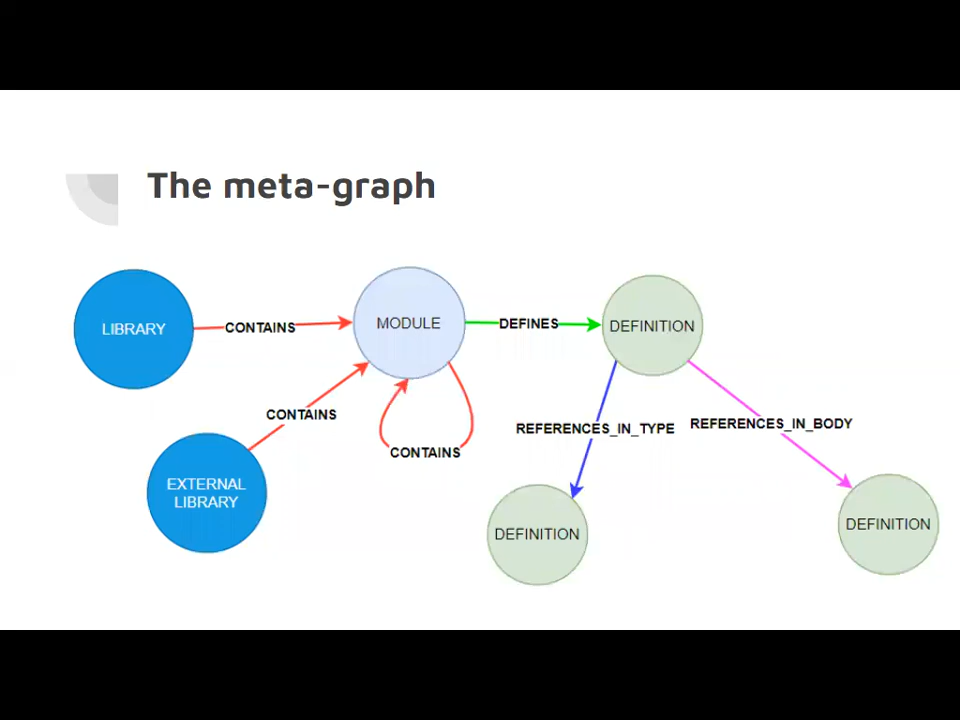 The meta-graph
LIBRARY
CONTAINS
MODULE
DEFINES
DEFINITION
CONTAINS
CONTAINS
REFERENCES_IN_TYPE
REFERENCES_IN_BODY
EXTERNAL
LIBRARY
DEFINITION
DEFINITION